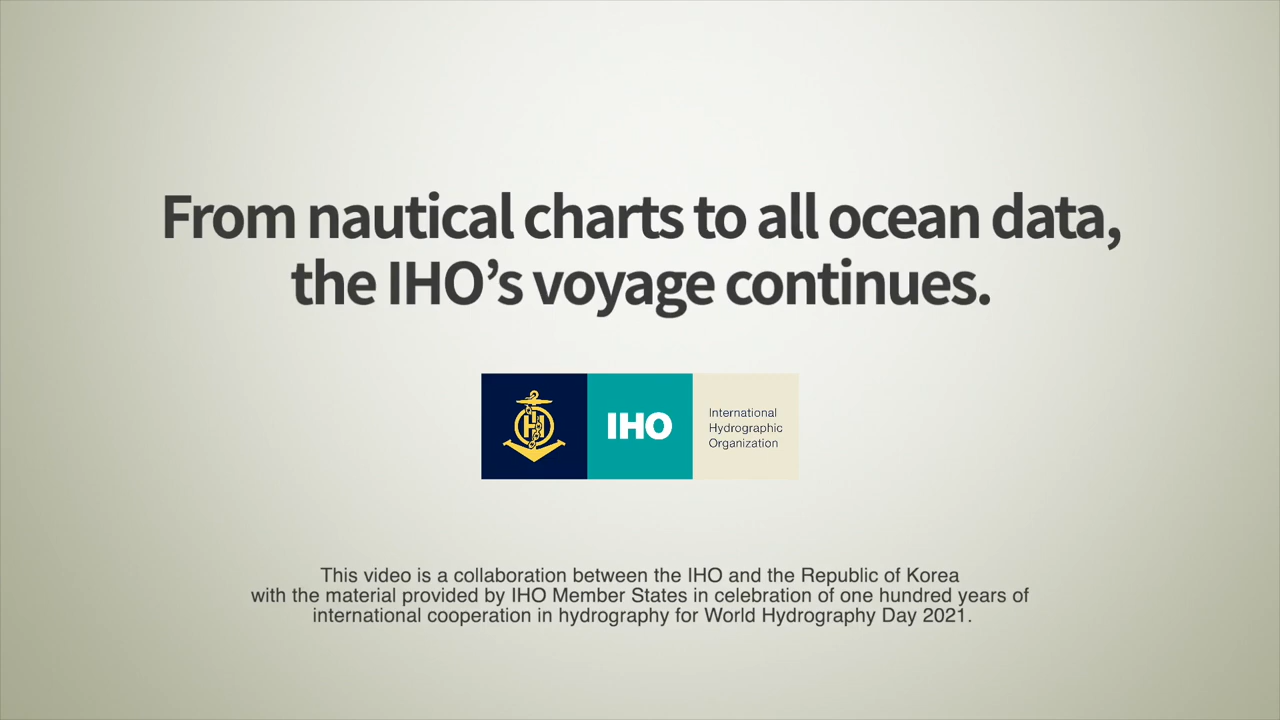 From nautical charts to all ocean data,
the IHO’s voyage continues.
IHO
International
Hydrographic
Organization
This video is a collaboration between the IHO and the Republic of Korea
with the material provided by IHO Member States in celebration of one hundred years of
international cooperation in hydrography for World Hydrography Day 2021.